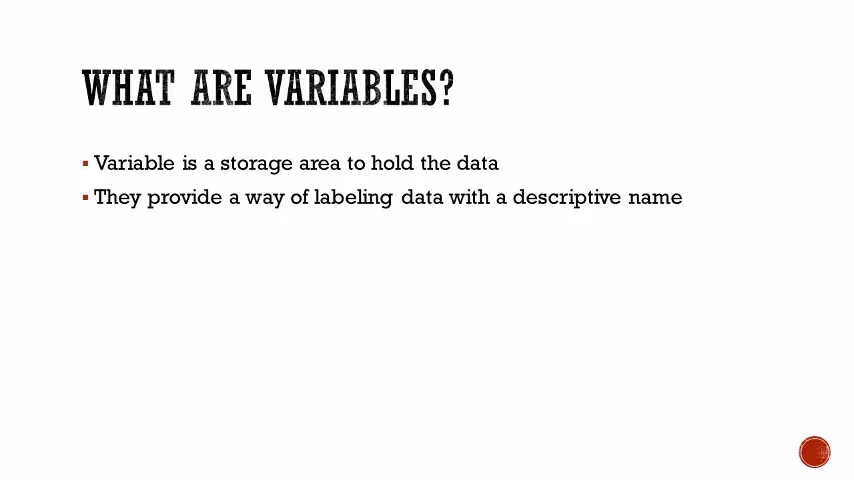 WHAT ARE VARIABLES?
▪ Variable is a storage area to hold the data
▪ They provide a way of labeling data with a descriptive name